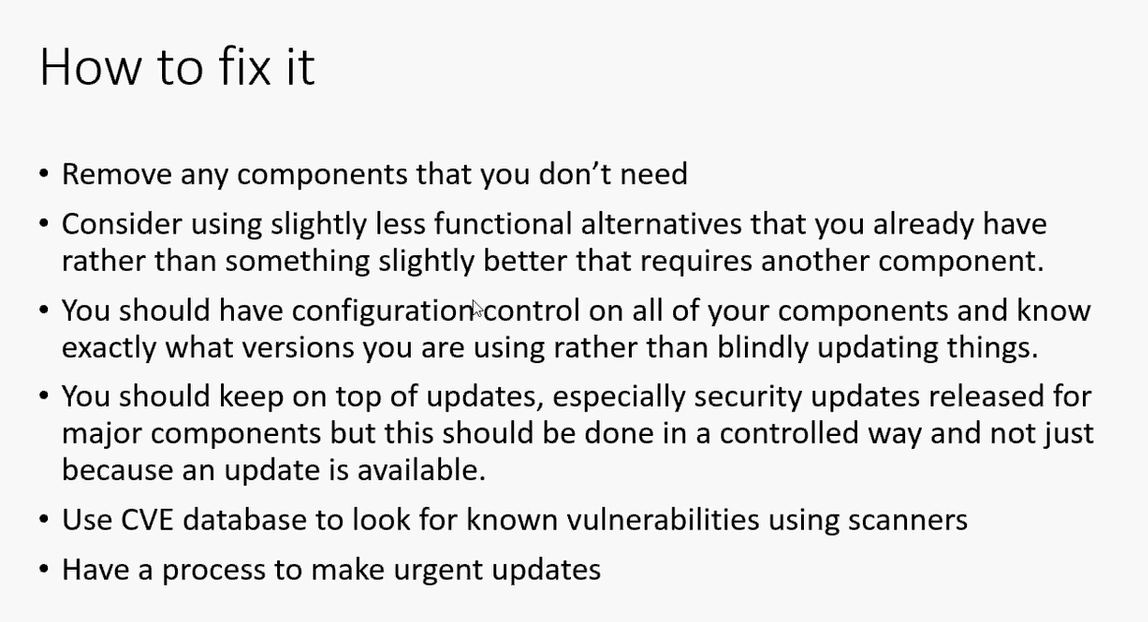 How to fix it
• Remove any components that you don’t need
• Consider using slightly less functional alternatives that you already have
rather than something slightly better that requires another component.
• You should have configuration control on all of your components and know
exactly what versions you are using rather than blindly updating things.
• You should keep on top of updates, especially security updates released for
major components but this should be done in a controlled way and not just
because an update is available.
• Use CVE database to look for known vulnerabilities using scanners
• Have a process to make urgent updates